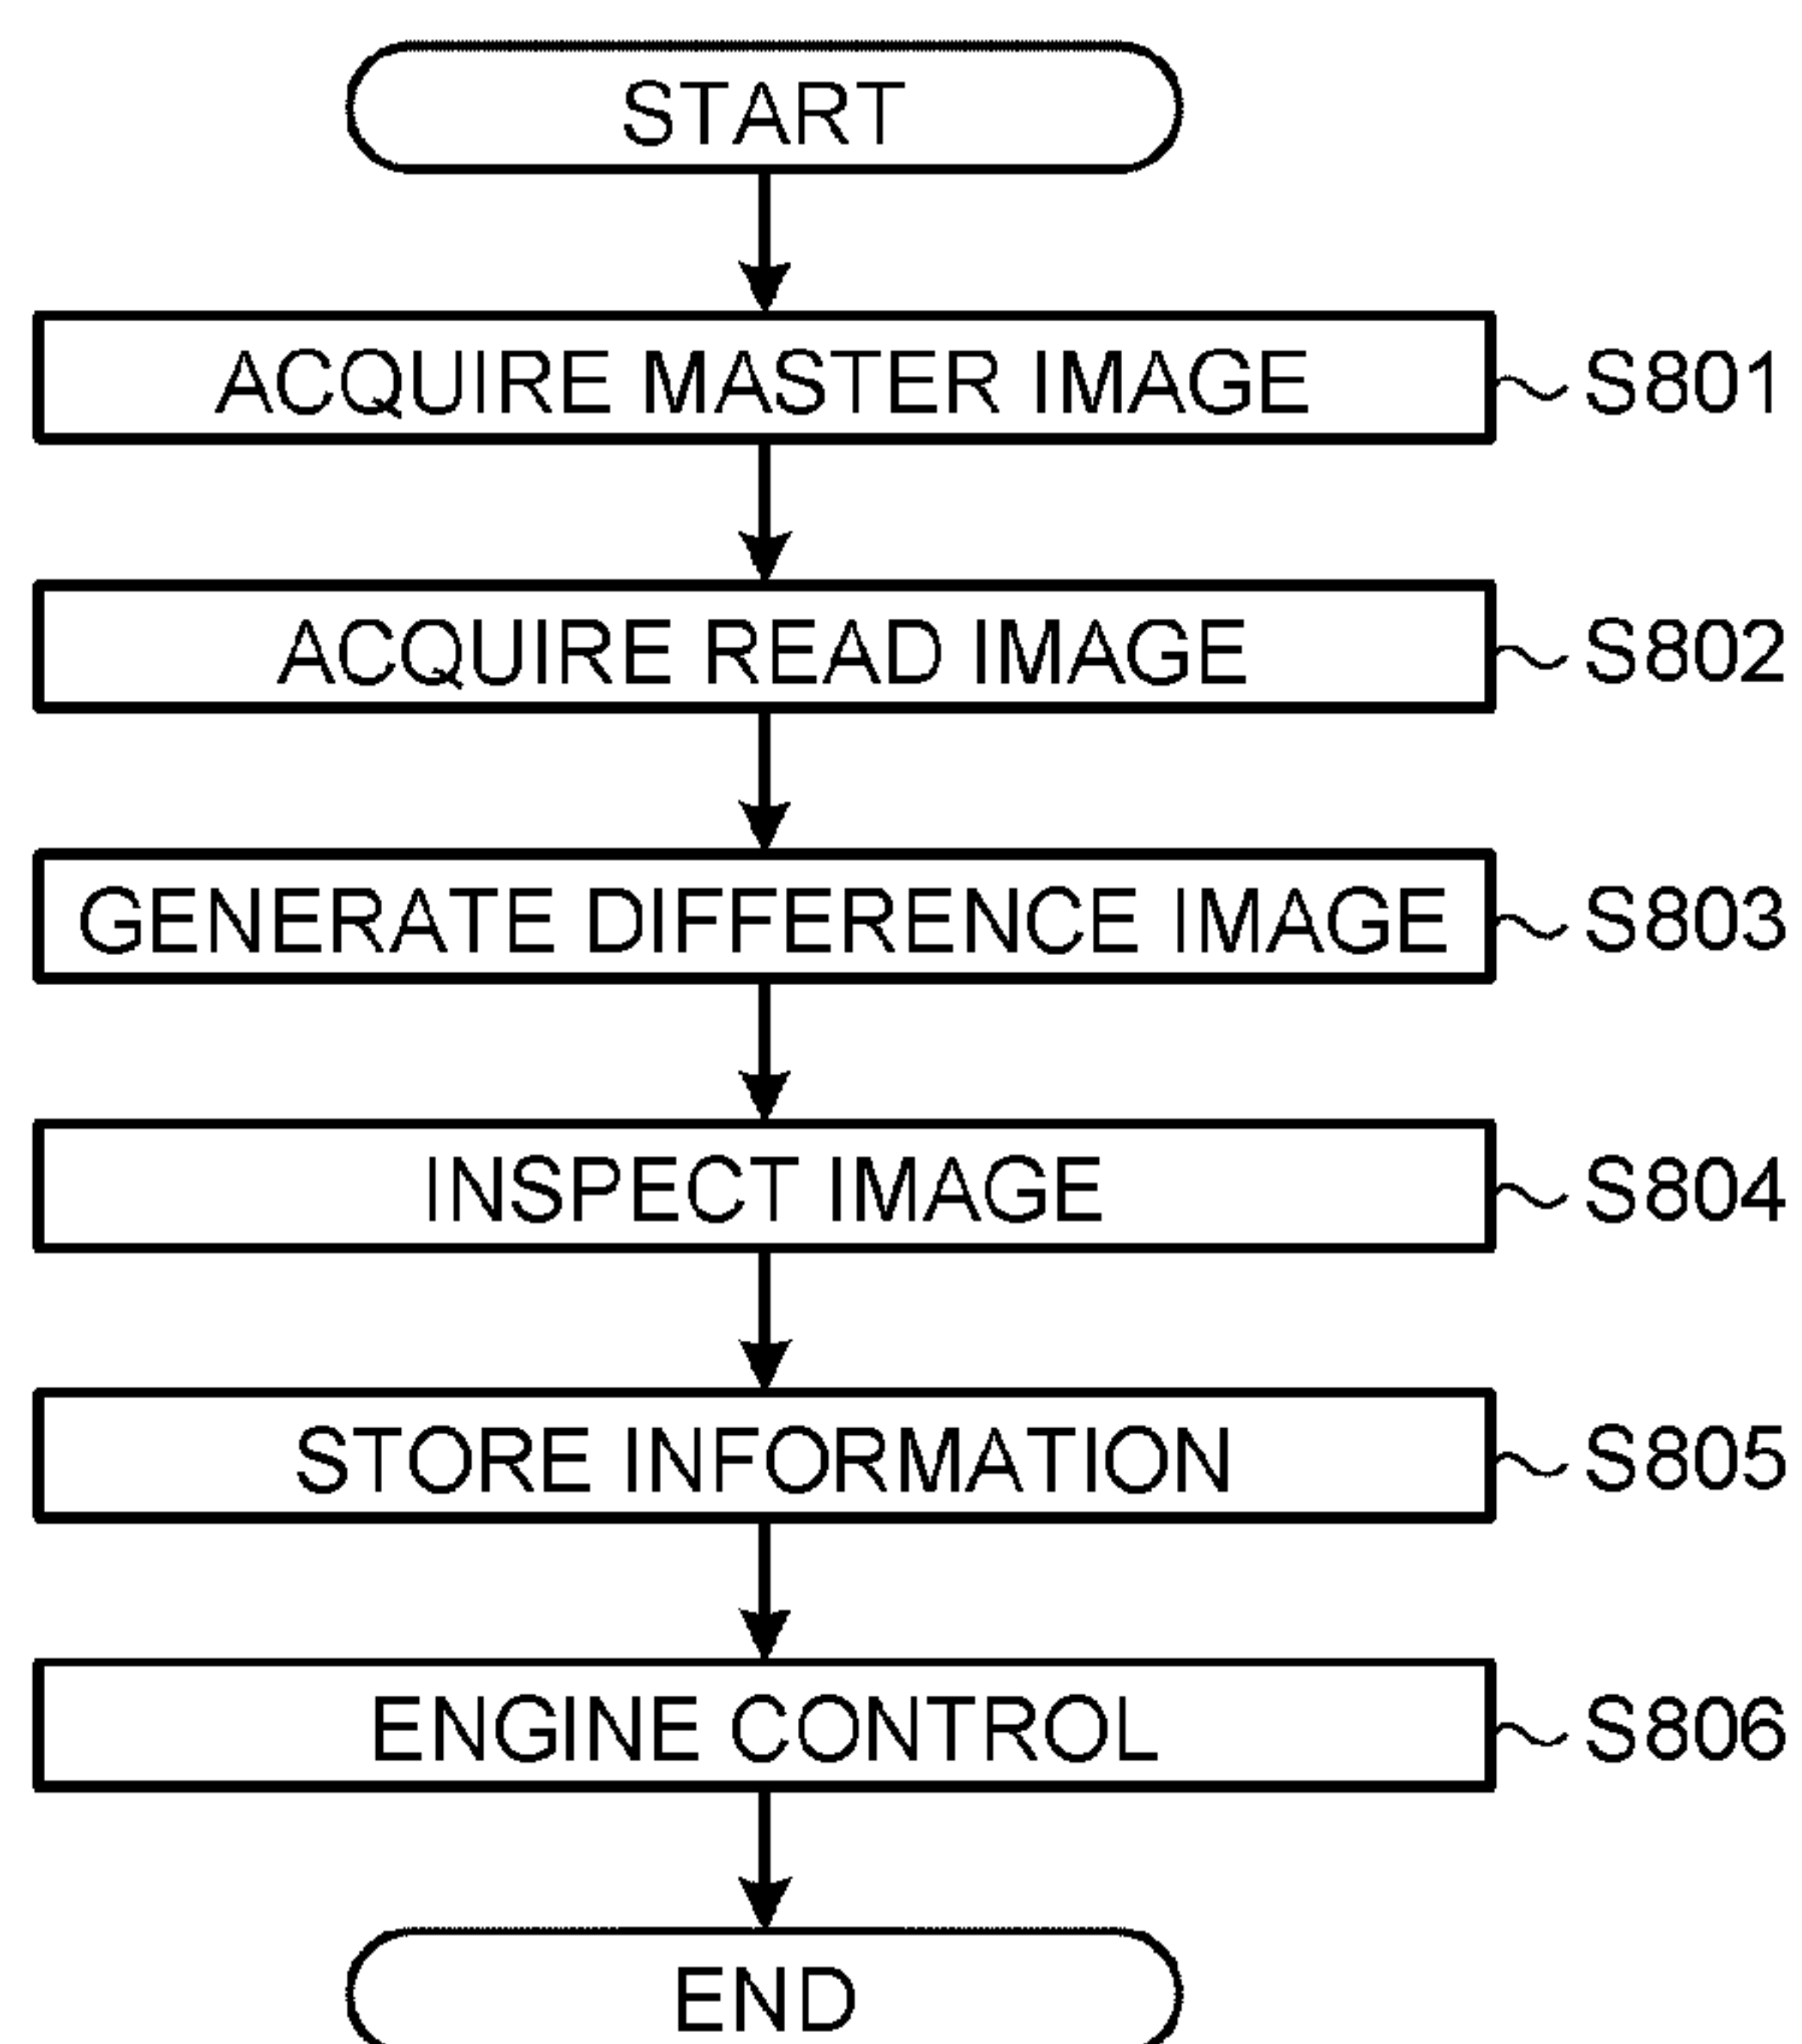 START
ACQUIRE MASTER IMAGE S801
ACQUIRE READ IMAGE S802
GENERATE DIFFERENCE IMAGE S803
INSPECT IMAGE S804
STORE INFORMATION S805
ENGINE CONTROL S806
END